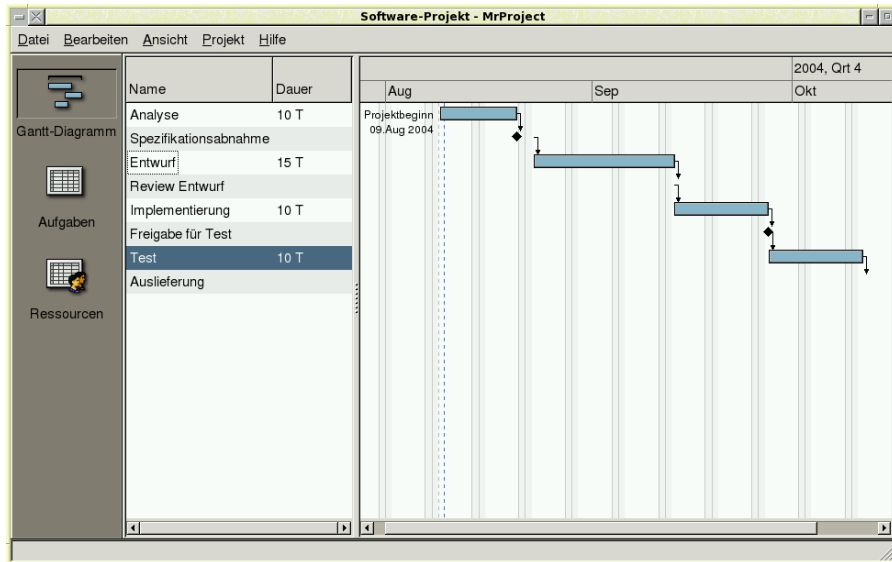 Software-Projekt - MrProject
Datei Bearbeiten Ansicht Projekt Hilfe
Gantt-Diagramm
Aufgaben
Ressourcen
Name Dauer
Analyse 10 T
Spezifikationsabnahme
Entwurf 15 T
Review Entwurf
Implementierung 10 T
Freigabe für Test
Test 10 T
Auslieferung
2004, Qrt 4
Aug Sep Okt
Projektbeginn
09.Aug 2004